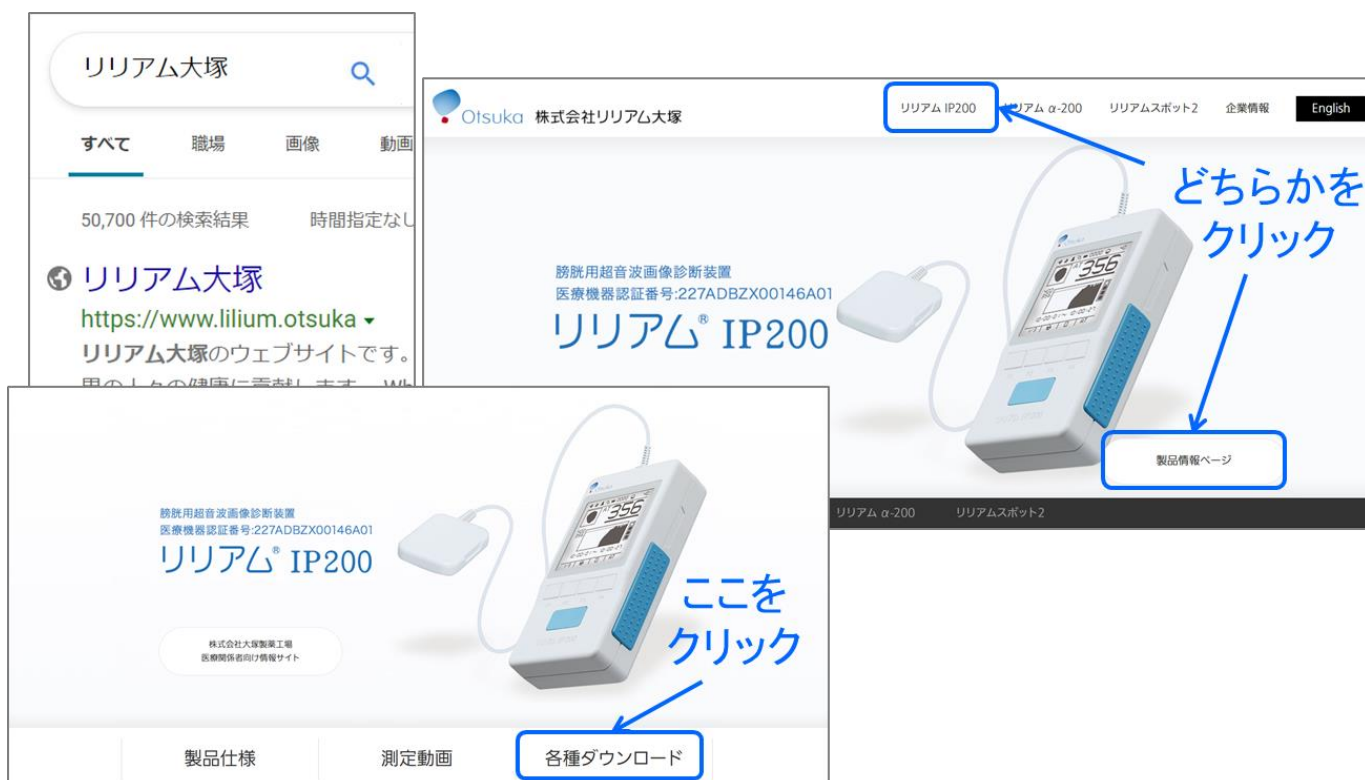 リリアム大塚
すべて 職場 画像 動画
50,700 件の検索結果 時間指定なし
リリアム大塚
https://www.lilium.otsuka
リリアム大塚のウェブサイトです。
Otsuka 株式会社リリアム大塚
リリアム IP200 リリアム α-200 リリアムスポット2 企業情報 English
どちらかを
クリック
膀胱用超音波画像診断装置
医療機器認証番号:227ADBZX00146A01
リリアム® IP200
356
製品情報ページ
リリアム α-200 リリアムスポット2
膀胱用超音波画像診断装置
医療機器認証番号:227ADBZX00146A01
リリアム® IP200
356
株式会社大塚製薬工場
医療関係者向け情報サイト
ここを
クリック
製品仕様 測定動画 各種ダウンロード